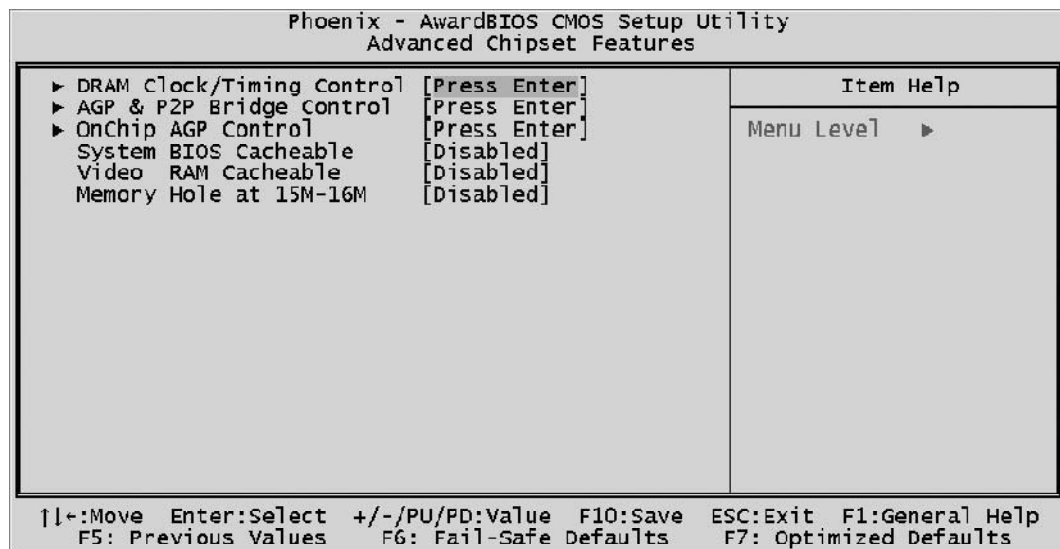 Phoenix - AwardBIOS CMOS Setup Utility
Advanced Chipset Features
► DRAM Clock/Timing Control [Press Enter]
► AGP & P2P Bridge Control [Press Enter]
► OnChip AGP Control [Press Enter]
System BIOS Cacheable [Disabled]
Video RAM Cacheable [Disabled]
Memory Hole at 15M-16M [Disabled]
Item Help
Menu Level ►
↑↓←:Move Enter:Select +/-/PU/PD:Value F10:Save ESC:Exit F1:General Help
F5: Previous Values F6: Fail-Safe Defaults F7: Optimized Defaults